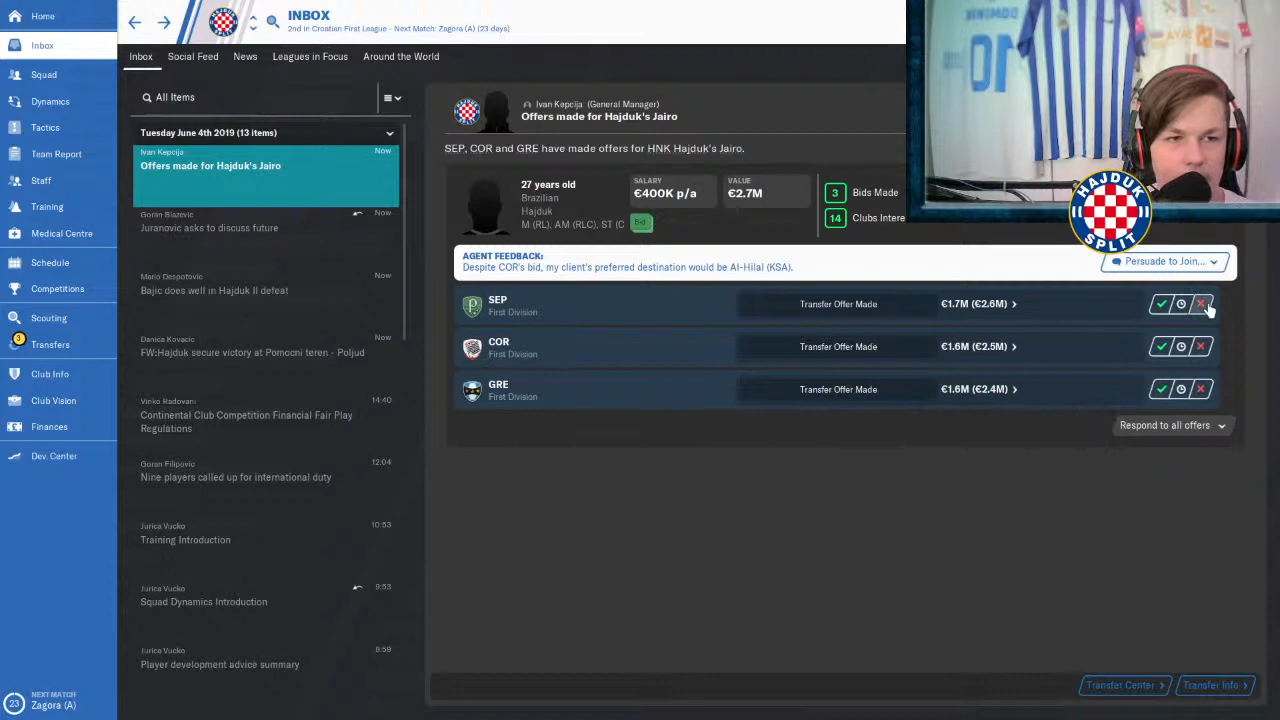 Home
Inbox
Squad
Dynamics
Tactics
Team Report
Staff
Training
Medical Centre
Schedule
Competitions
Scouting
3
Transfers
Club Info
Club Vision
Finances
Dev. Center
23
NEXT MATCH
Zagora (A)
INBOX
2nd in Croatian First League - Next Match: Zagora (A) (23 days)
Inbox
Social Feed
News
Leagues in Focus
Around the World
All Items
Tuesday June 4th 2019 (13 items)
Ivan Kepcija
Now
Offers made for Hajduk's Jairo
Goran Blazevic
Now
Juranovic asks to discuss future
Mario Despotovic
Now
Bajic does well in Hajduk II defeat
Danica Kovacic
Now
FW:Hajduk secure victory at Pomocni teren - Poljud
Vinko Radovani
14:40
Continental Club Competition Financial Fair Play
Regulations
Goran Filipovic
12:04
Nine players called up for international duty
Jurica Vucko
10:53
Training Introduction
Jurica Vucko
9:53
Squad Dynamics Introduction
Jurica Vucko
8:59
Player development advice summary
Ivan Kepcija (General Manager)
Offers made for Hajduk's Jairo
SEP, COR and GRE have made offers for HNK Hajduk's Jairo.
27 years old
Brazilian
Hajduk
M (RL), AM (RLC), ST (C
SALARY
€400K p/a
VALUE
€2.7M
Bid
3 Bids Made
14 Clubs Intere
AGENT FEEDBACK:
Despite COR's bid, my client's preferred destination would be Al-Hilal (KSA).
Persuade to Join...
SEP
First Division
Transfer Offer Made
€1.7M (€2.6M)
COR
First Division
Transfer Offer Made
€1.6M (€2.5M)
GRE
First Division
Transfer Offer Made
€1.6M (€2.4M)
Respond to all offers
Transfer Center
Transfer Info
HAJDUK
SPLIT
10